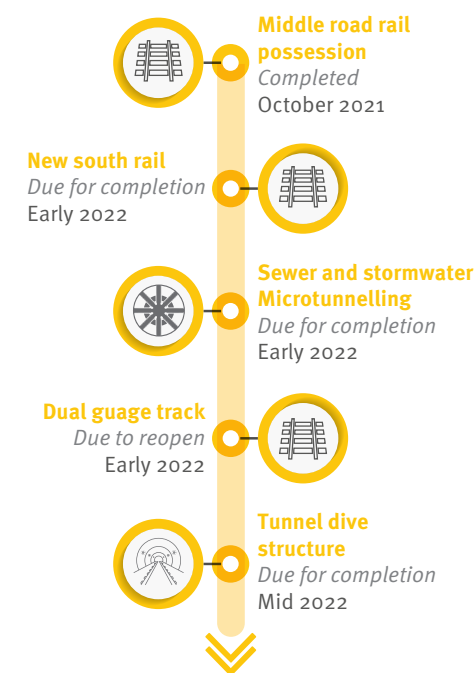 Middle road rail
possession
Completed
October 2021
New south rail
Due for completion
Early 2022
Sewer and stormwater
Microtunnelling
Due for completion
Early 2022
Dual guage track
Due to reopen
Early 2022
Tunnel dive
structure
Due for completion
Mid 2022